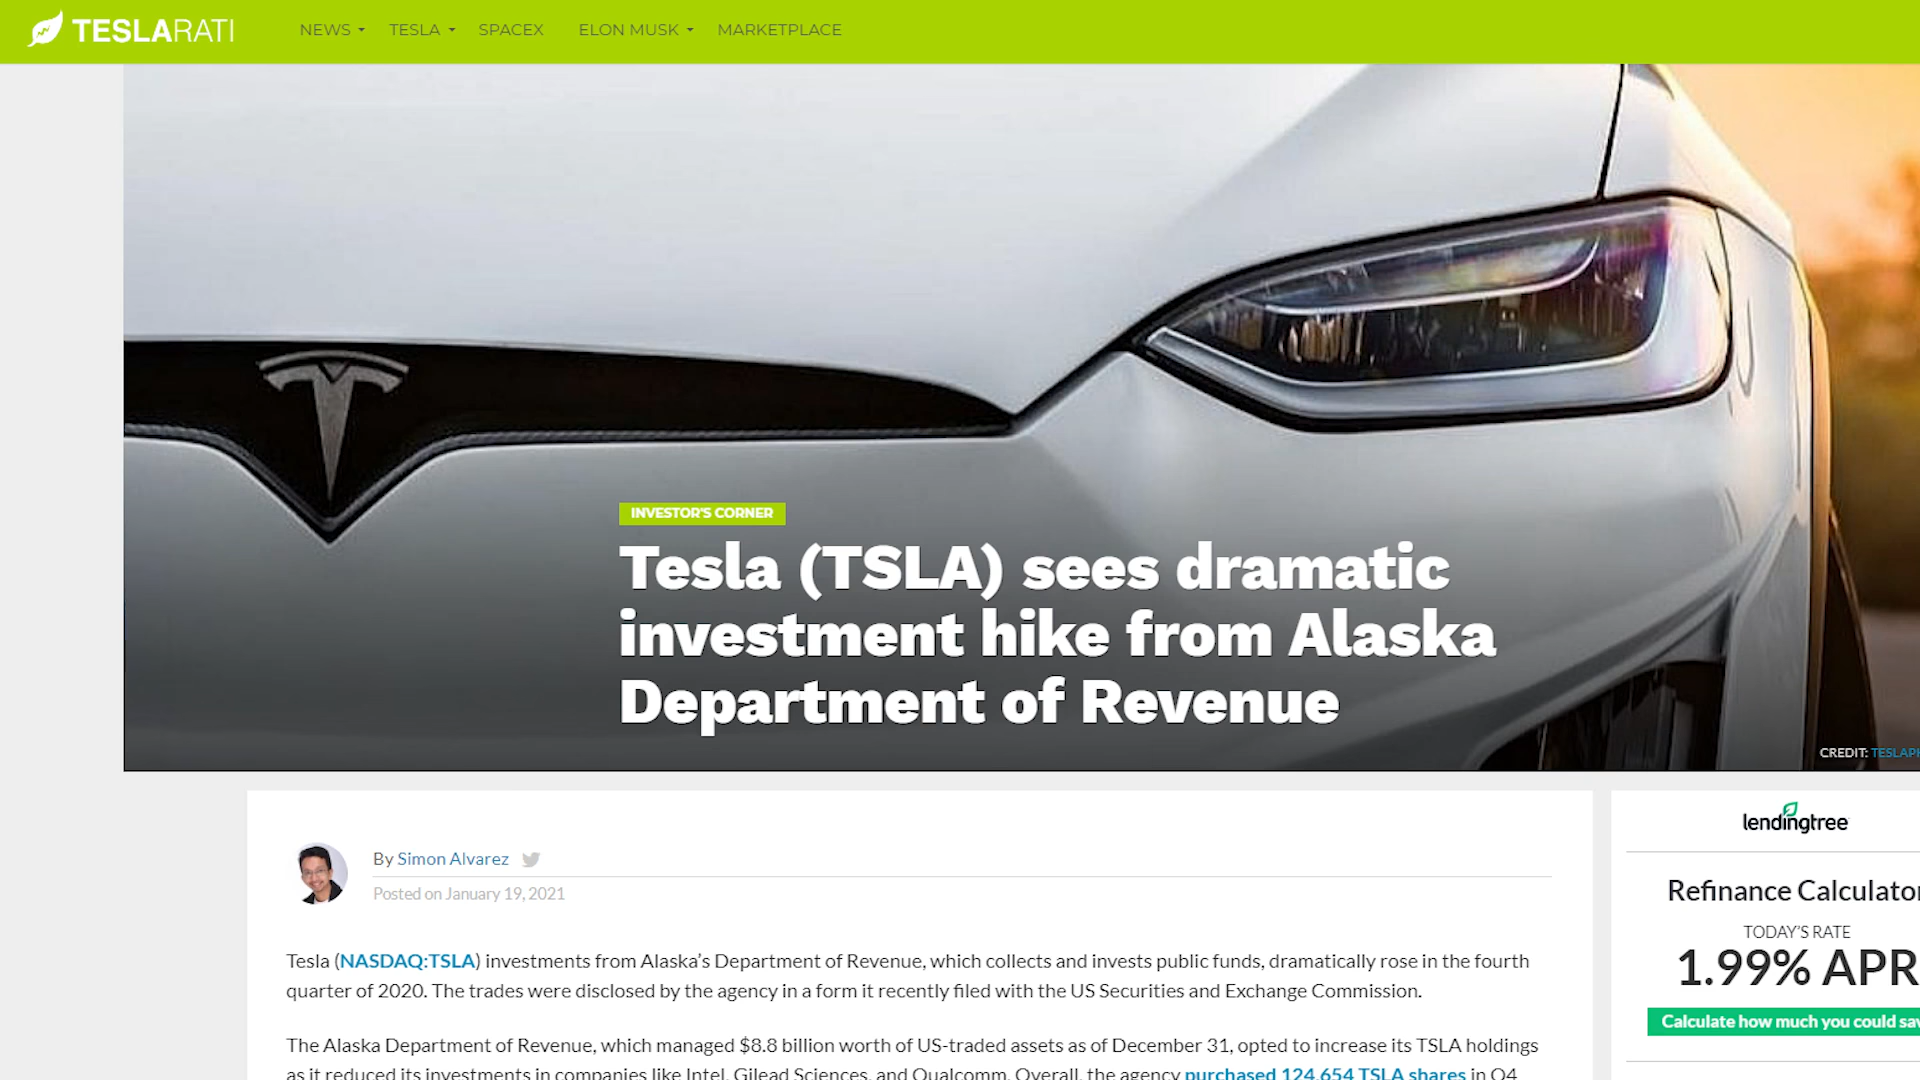 TESLARATI
NEWS TESLA SPACEX ELON MUSK MARKETPLACE
INVESTOR'S CORNER
Tesla (TSLA) sees dramatic
investment hike from Alaska
Department of Revenue
CREDIT:
By Simon Alvarez
Posted on January 19, 2021
Tesla (NASDAQ:TSLA) investments from Alaska's Department of Revenue, which collects and invests public funds, dramatically rose in the fourth
quarter of 2020. The trades were disclosed by the agency in a form it recently filed with the US Securities and Exchange Commission.
The Alaska Department of Revenue, which managed $8.8 billion worth of US-traded assets as of December 31, opted to increase its TSLA holdings
as it reduced its investments in companies like Intel, Gilead Sciences, and Qualcomm. Overall, the agency purchased 124,654 TSLA shares in Q4
lendingtree
Refinance Calculator
TODAY'S RATE
1.99% APR
Calculate how much you could